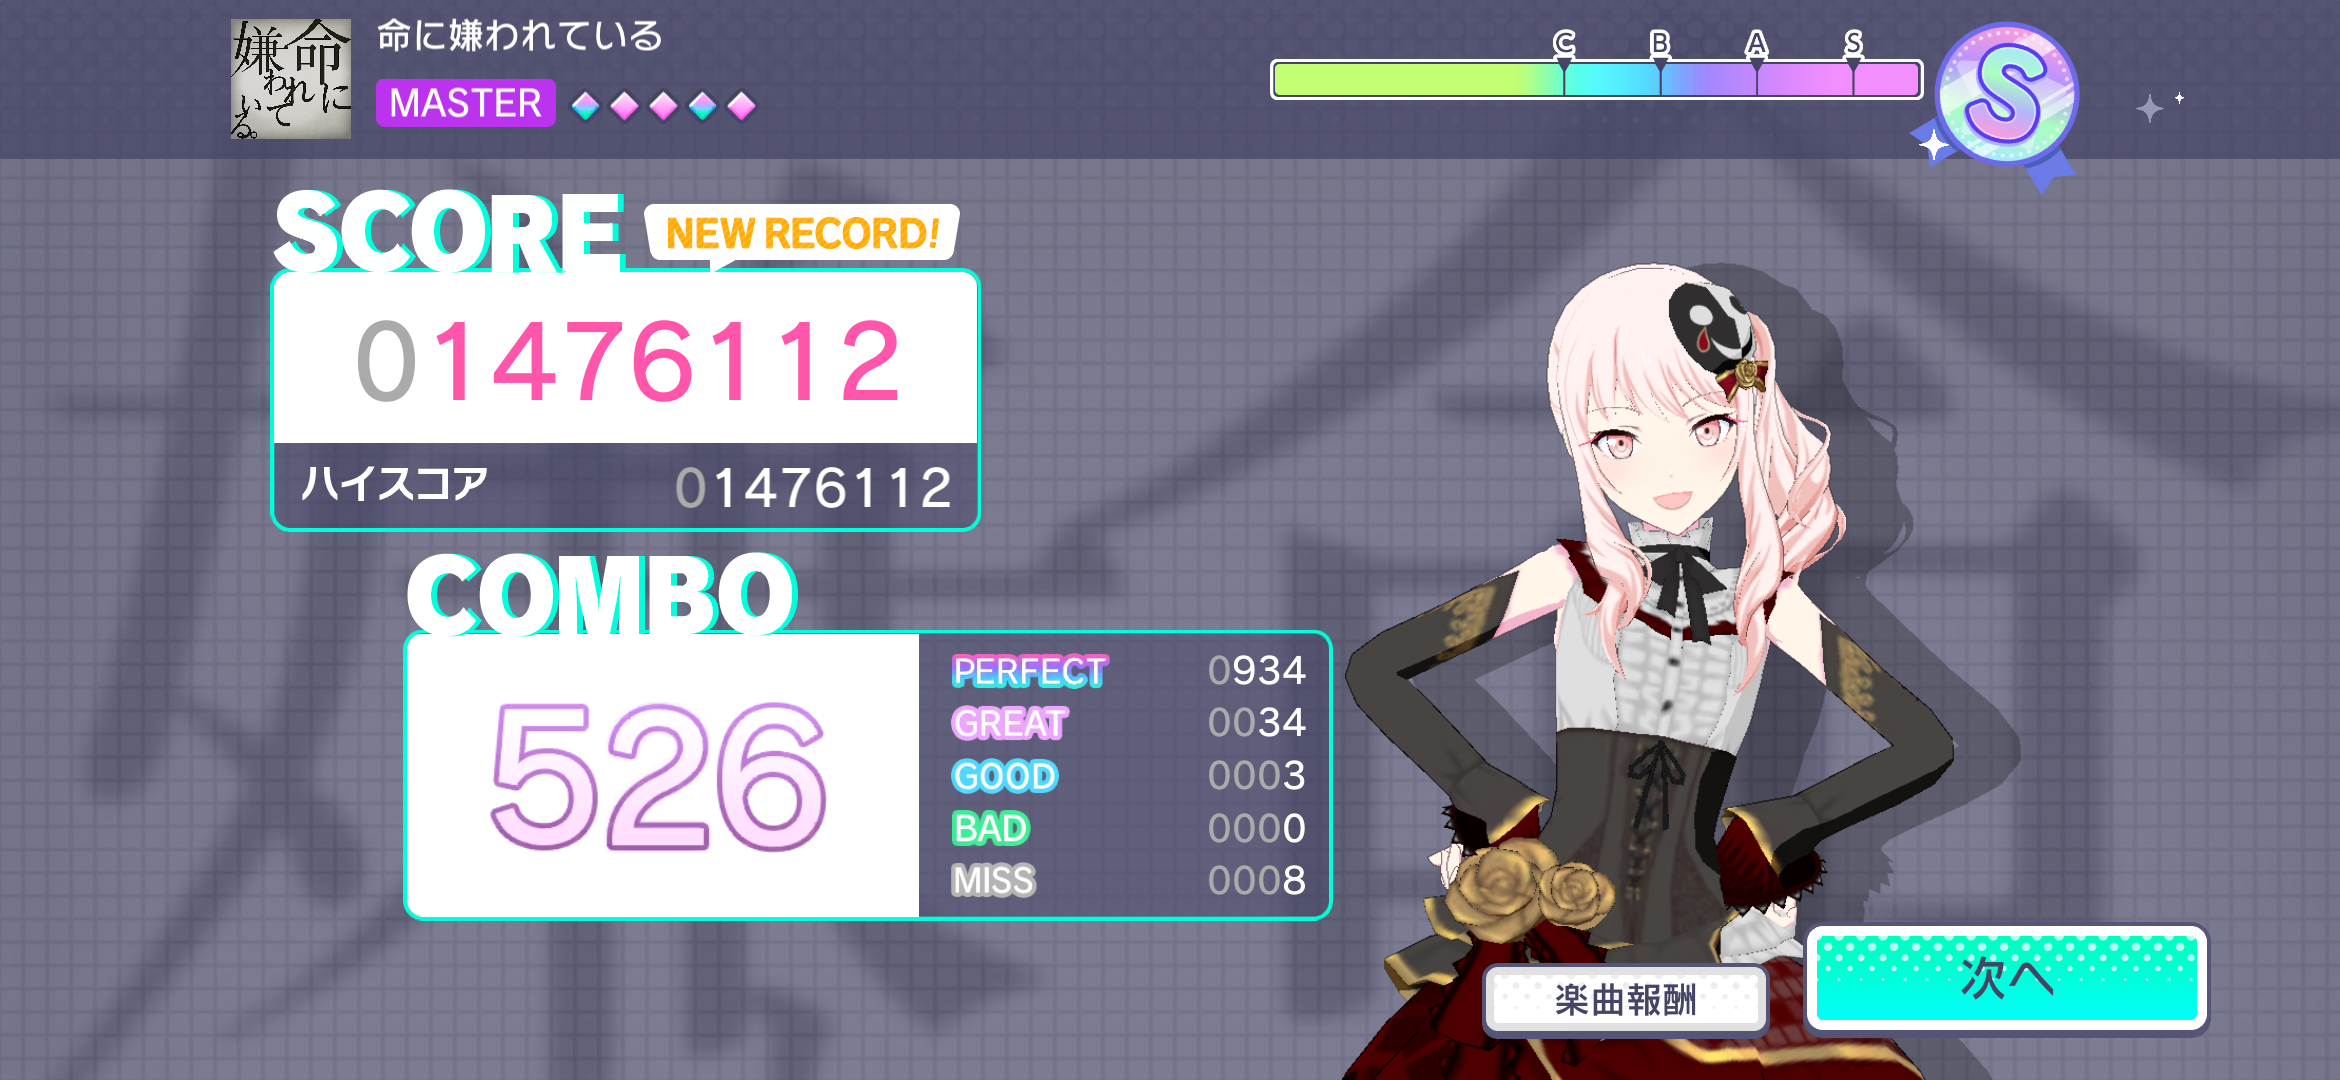 命に
嫌われて
いる。
命に嫌われている
MASTER
C B A S
S
SCORE
NEW RECORD!
01476112
ハイスコア 01476112
COMBO
526
PERFECT 0934
GREAT 0034
GOOD 0003
BAD 0000
MISS 0008
楽曲報酬
次へ